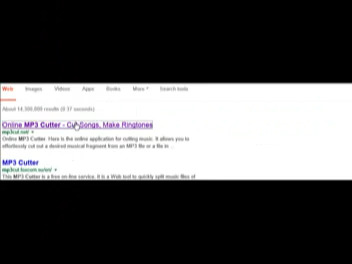 Web Images Videos Apps Books More Search tools
About 14,300,000 results (0.37 seconds)
Online MP3 Cutter - Cut Songs, Make Ringtones
mp3cut.net/
Online MP3 Cutter. Here is the online application for cutting music. It allows you to
effortlessly cut out a desired musical fragment from an MP3 file or a file in ...
MP3 Cutter
This MP3 Cutter is a free on-line service. It is a Web tool to quickly split music files of